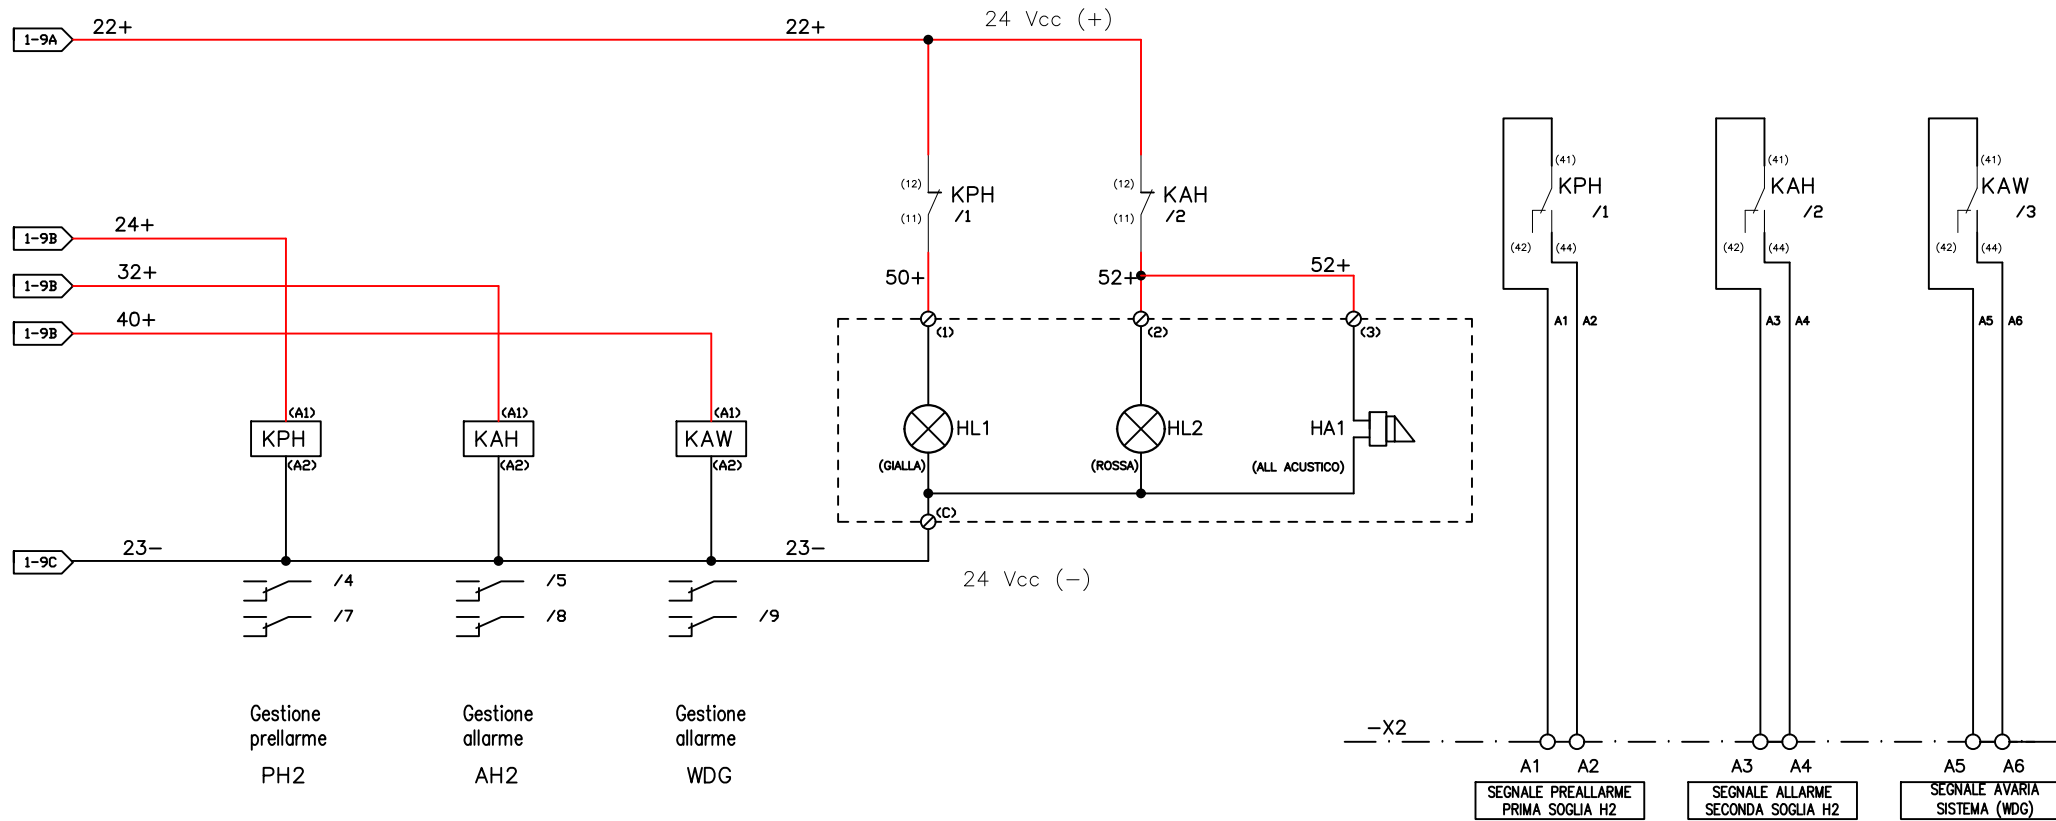 24 Vcc (+)
1-9A 22+ 22+
(41) (41) (41)
(12) KPH (12) KAH KPH KAH KAW
(11) /1 (11) /2 /1 /2 /3
1-9B 24+
(42) (44) (42) (44) (42) (44)
1-9B 32+
50+ 52+ 52+
1-9B 40+
(1) (2) (3)
A1 A2 A3 A4 A5 A6
(A1) (A1) (A1)
KPH KAH KAW HL1 HL2 HA1
(A2) (A2) (A2) (GIALLA) (ROSSA) (ALL ACUSTICO)
(C)
1-9C 23- 23-
24 Vcc (-)
/4 /5
/7 /8 /9
Gestione Gestione Gestione
prellarme allarme allarme
PH2 AH2 WDG
-X2
A1 A2 A3 A4 A5 A6
SEGNALE PREALLARME
PRIMA SOGLIA H2
SEGNALE ALLARME
SECONDA SOGLIA H2
SEGNALE AVARIA
SISTEMA (WDG)